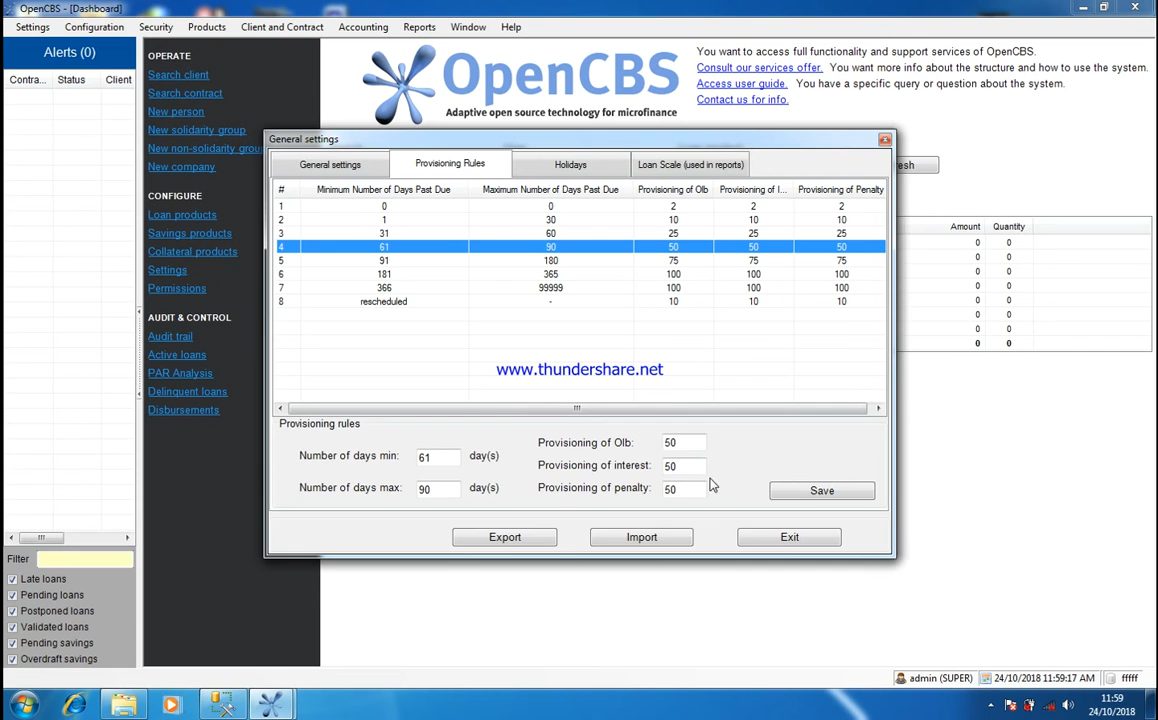 OpenCBS - [Dashboard]
Settings Configuration Security Products Client and Contract Accounting Reports Window Help
Alerts (0)
Contra... Status Client
OPERATE
Search client
Search contract
New person
New solidarity group
New non-solidarity group
New company
CONFIGURE
Loan products
Savings products
Collateral products
Settings
Permissions
AUDIT & CONTROL
Audit trail
Active loans
PAR Analysis
Delinquent loans
Disbursements
OpenCBS
Adaptive open source technology for microfinance
You want to access full functionality and support services of OpenCBS.
Consult our services offer. You want more info about the structure and how to use the system.
Access user guide. You have a specific query or question about the system.
Contact us for info.
General settings
General settings Provisioning Rules Holidays Loan Scale (used in reports)
# Minimum Number of Days Past Due Maximum Number of Days Past Due Provisioning of Olb Provisioning of I... Provisioning of Penalty
1 0 0 2 2 2
2 1 30 10 10 10
3 31 60 25 25 25
4 61 90 50 50 50
5 91 180 75 75 75
6 181 365 100 100 100
7 366 99999 100 100 100
8 rescheduled - 10 10 10
www.thundershare.net
Provisioning rules
Number of days min: 61 day(s)
Number of days max: 90 day(s)
Provisioning of Olb: 50
Provisioning of interest: 50
Provisioning of penalty: 50
Save
Export Import Exit
esh
Amount Quantity
0 0
0 0
0 0
0 0
0 0
0 0
0 0
0 0
Filter
Late loans
Pending loans
Postponed loans
Validated loans
Pending savings
Overdraft savings
admin (SUPER) 24/10/2018 11:59:17 AM fffff
11:59
24/10/2018